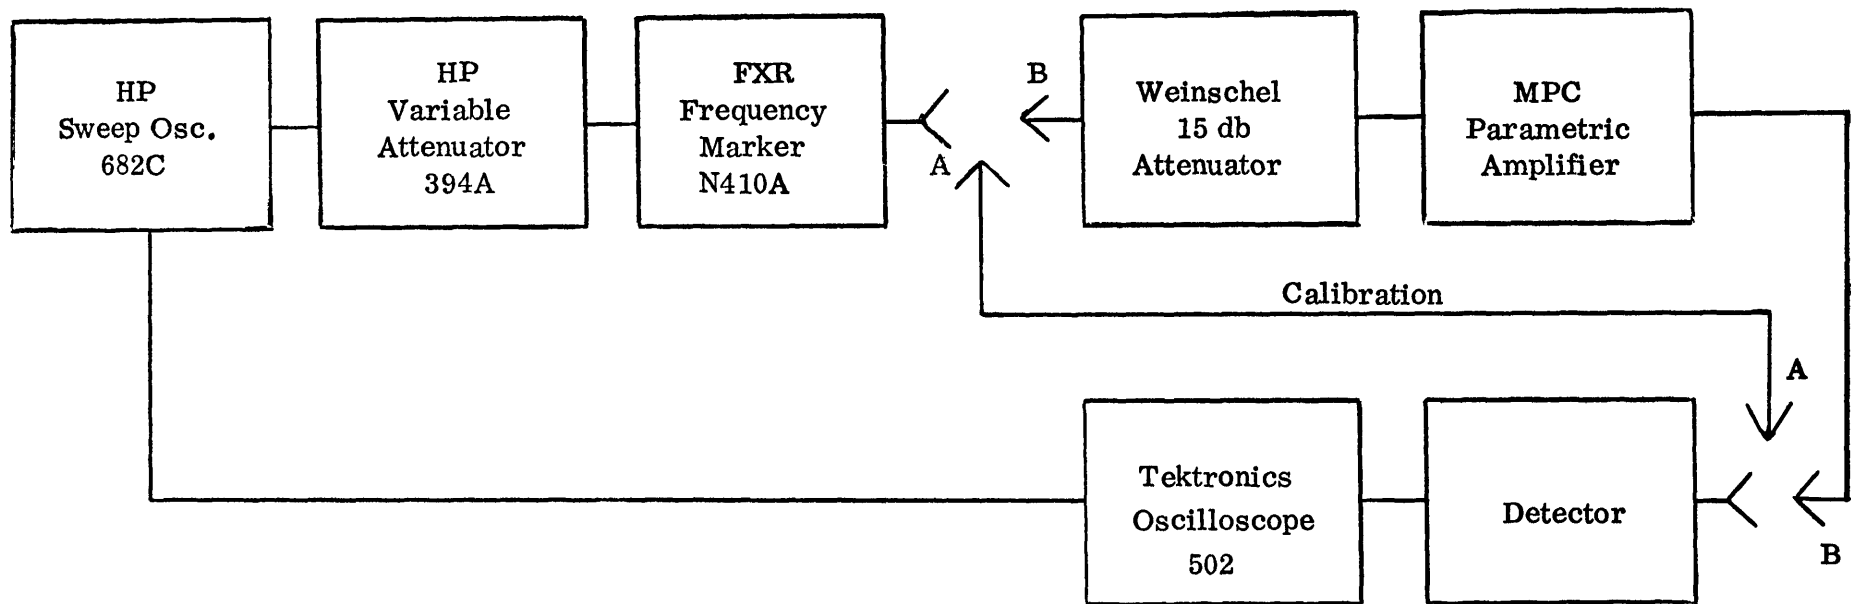 HP
Sweep Osc.
682C
HP
Variable
Attenuator
394A
FXR
Frequency
Marker
N410A
A
B
Weinschel
15 db
Attenuator
MPC
Parametric
Amplifier
Calibration
A
B
Tektronics
Oscilloscope
502
Detector